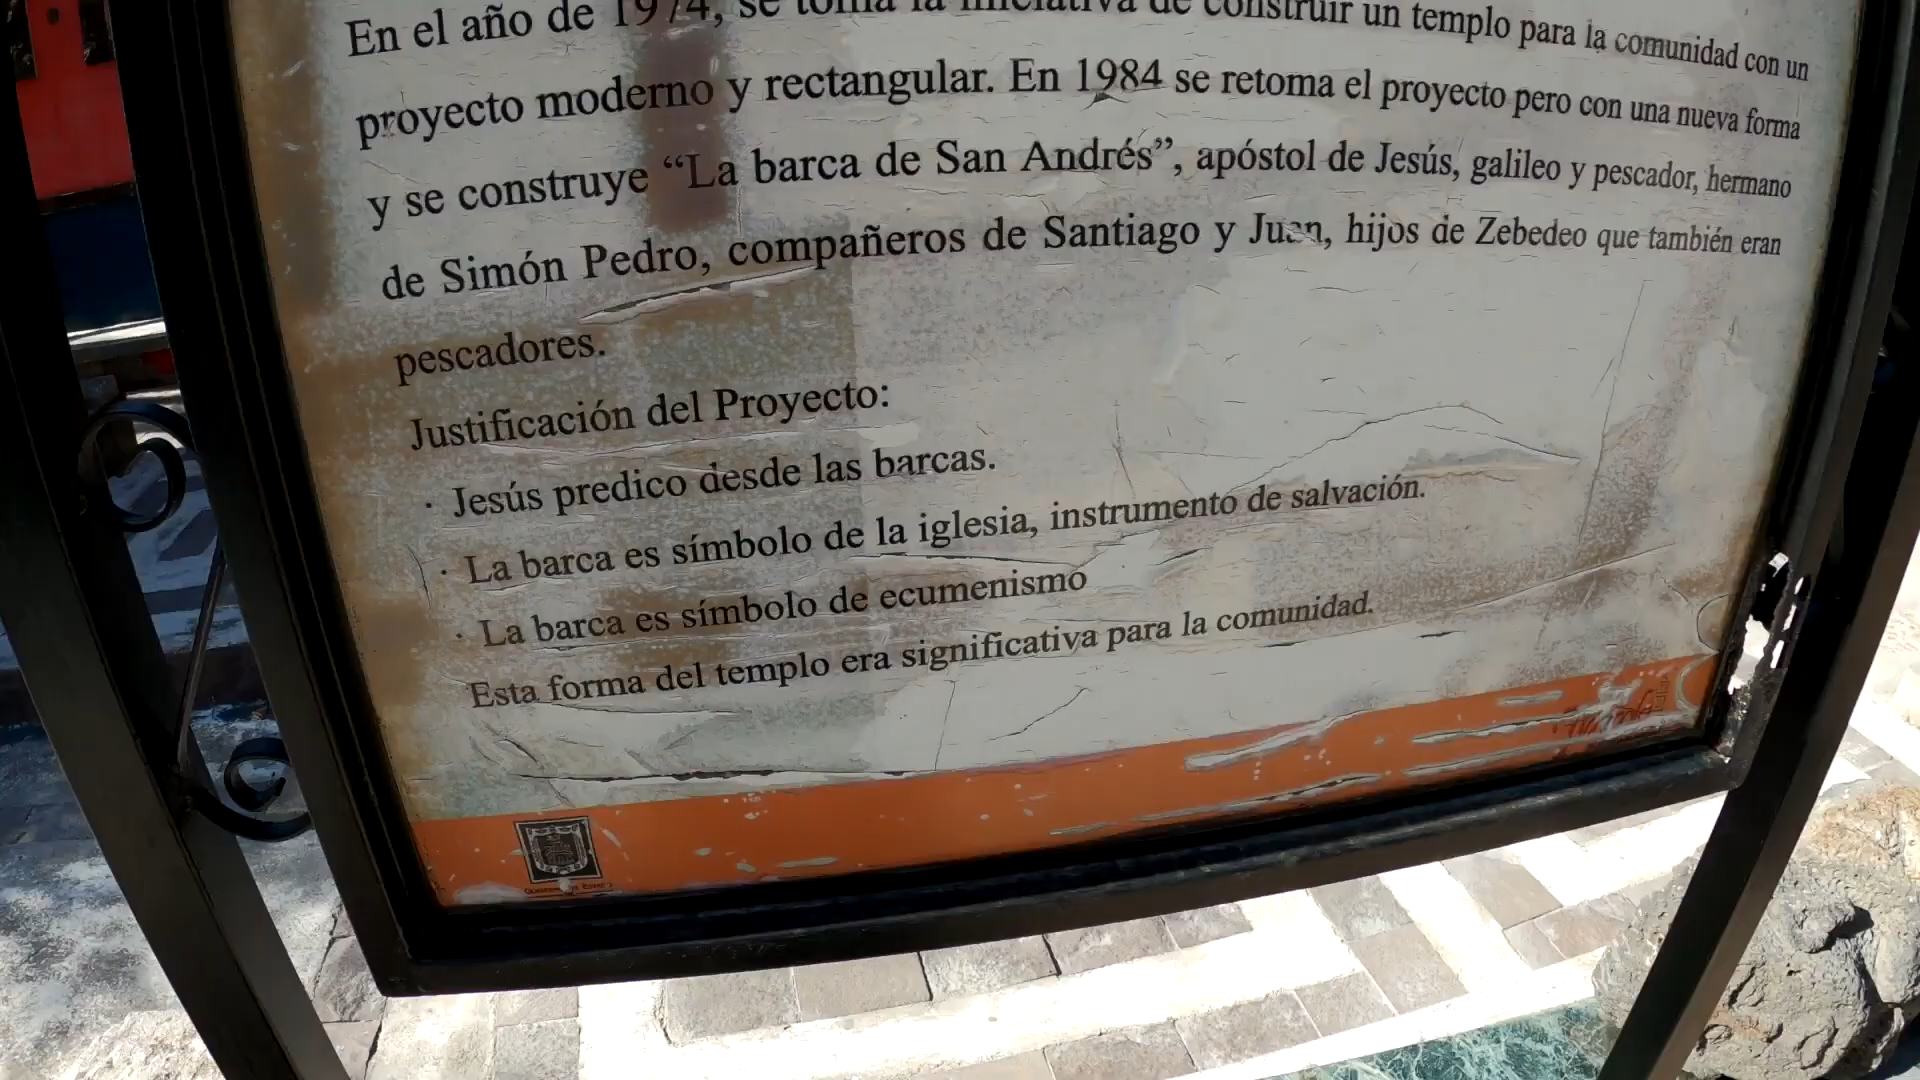 En el año de 1974, se toma la iniciativa de construir un templo para la comunidad con un
proyecto moderno y rectangular. En 1984 se retoma el proyecto pero con una nueva forma
y se construye “La barca de San Andrés”, apóstol de Jesús, galileo y pescador, hermano
de Simón Pedro, compañeros de Santiago y Juan, hijos de Zebedeo que también eran
pescadores.
Justificación del Proyecto:
· Jesús predico desde las barcas.
· La barca es símbolo de la iglesia, instrumento de salvación.
· La barca es símbolo de ecumenismo
Esta forma del templo era significativa para la comunidad.